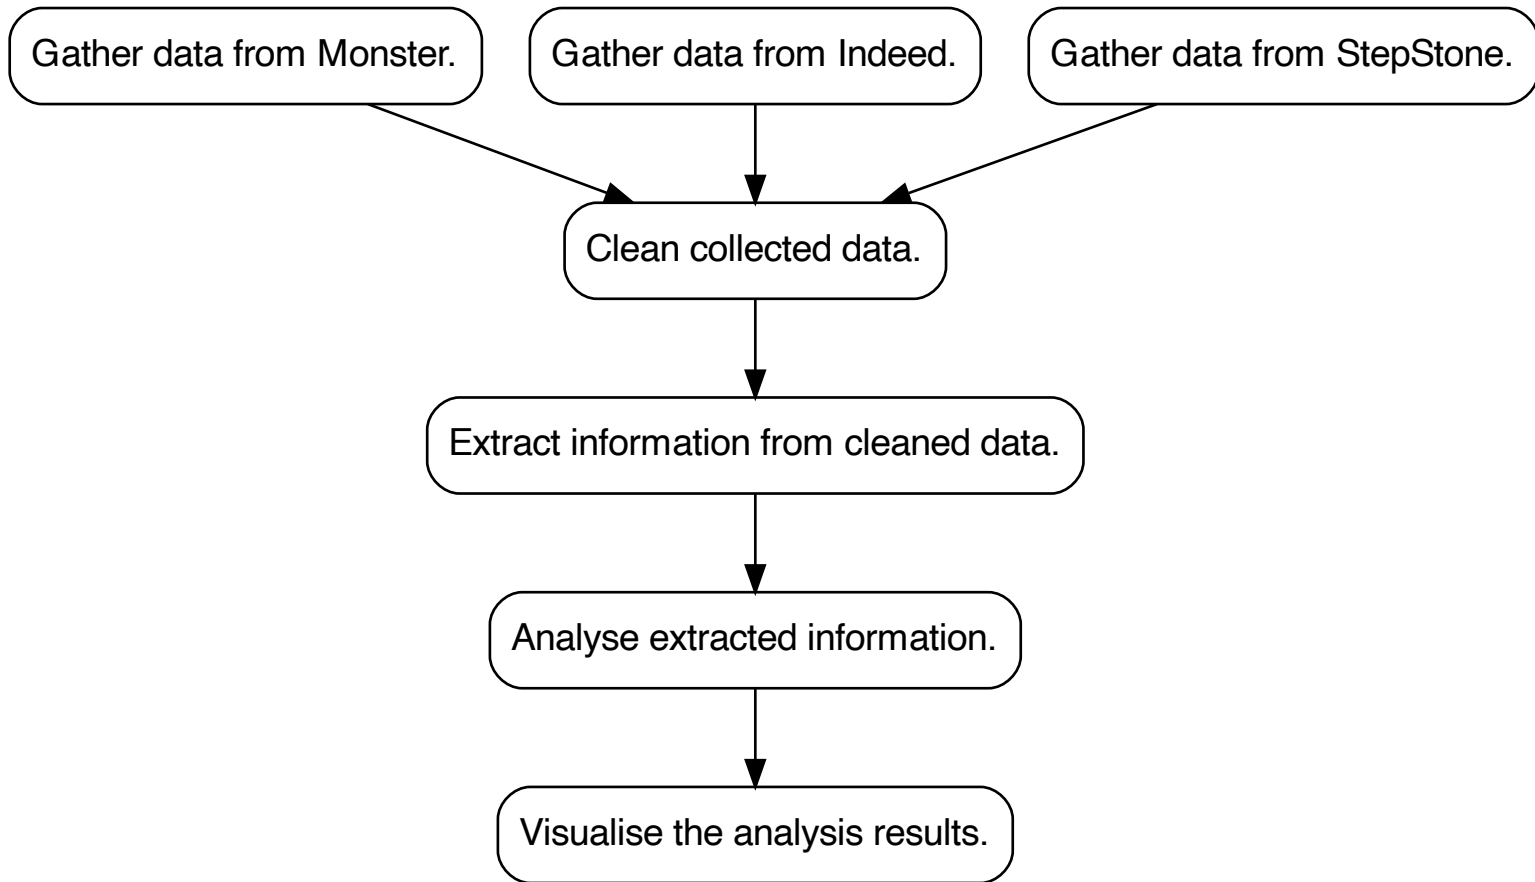 Gather data from Monster.
Gather data from Indeed.
Gather data from StepStone.
Clean collected data.
Extract information from cleaned data.
Analyse extracted information.
Visualise the analysis results.